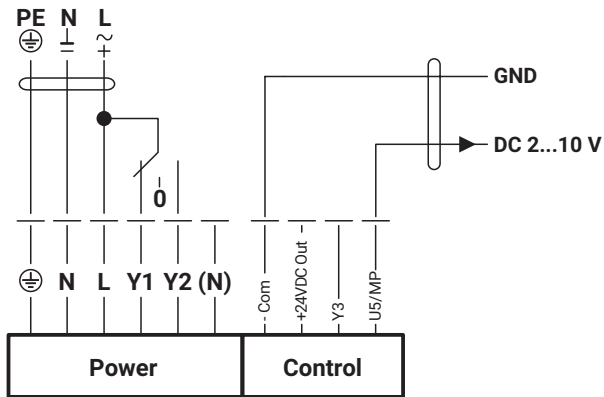 PE N L
GND
DC 2...10 V
0
N L Y1 Y2 (N)
- Com
+24VDC Out
Y3
U5/MP
Power
Control